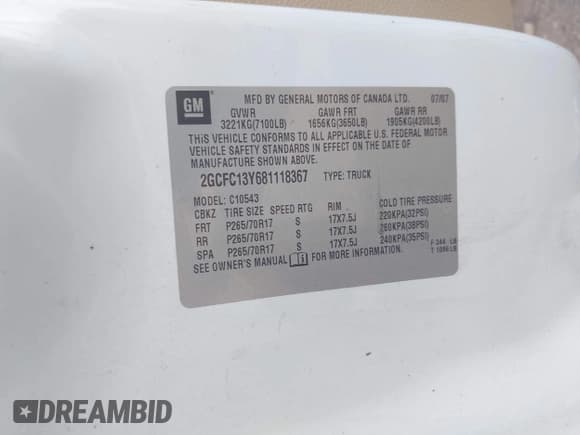 GM
MFD BY GENERAL MOTORS OF CANADA LTD. 07/07
GVWR GAWR FRT GAWR RR
3221KG(7100LB) 1656KG(3650LB) 1905KG(4200LB)
THIS VEHICLE CONFORMS TO ALL APPLICABLE U.S. FEDERAL MOTOR
VEHICLE SAFETY STANDARDS IN EFFECT ON THE DATE OF
MANUFACTURE SHOWN ABOVE.
2GCFC13Y681118367 TYPE: TRUCK
MODEL: C10543
CBKZ TIRE SIZE SPEED RTG RIM COLD TIRE PRESSURE
FRT P265/70R17 S 17X7.5J 220KPA(32PSI)
RR P265/70R17 S 17X7.5J 260KPA(38PSI)
SPA P265/70R17 S 17X7.5J 240KPA(35PSI)
SEE OWNER'S MANUAL FOR MORE INFORMATION.
F 344 LB
T 1086 LB
DREAMBID